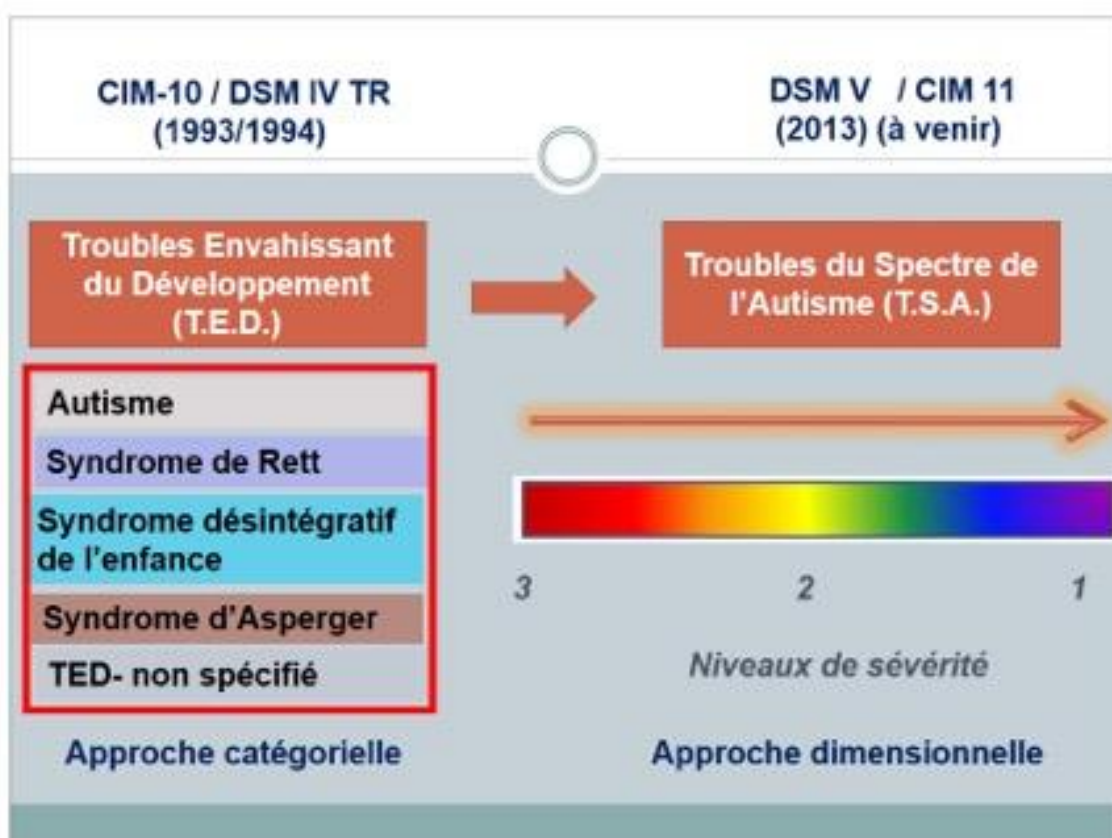 CIM-10 / DSM IV TR
(1993/1994)
DSM V / CIM 11
(2013) (à venir)
Troubles Envahissant
du Développement
(T.E.D.)
Troubles du Spectre de
l'Autisme (T.S.A.)
Autisme
Syndrome de Rett
Syndrome désintégratif
de l'enfance
Syndrome d'Asperger
TED- non spécifié
3 2 1
Niveaux de sévérité
Approche catégorielle
Approche dimensionnelle